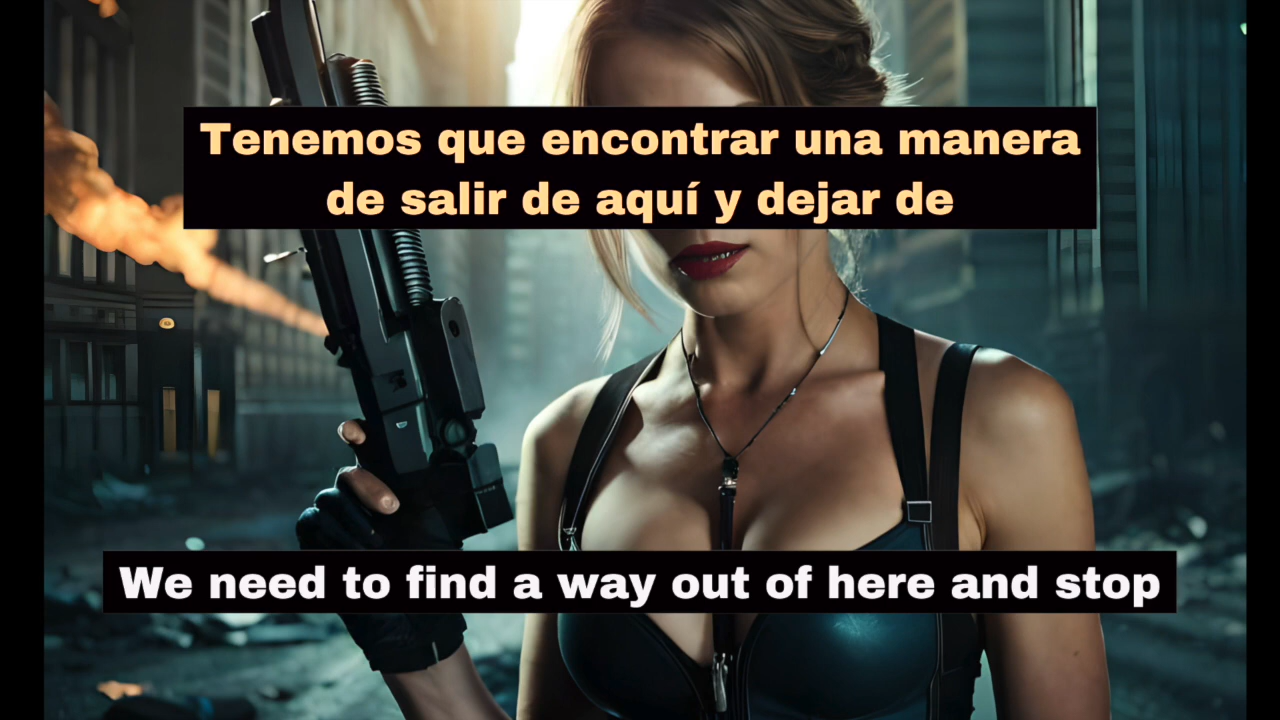 Tenemos que encontrar una manera
de salir de aquí y dejar de
We need to find a way out of here and stop